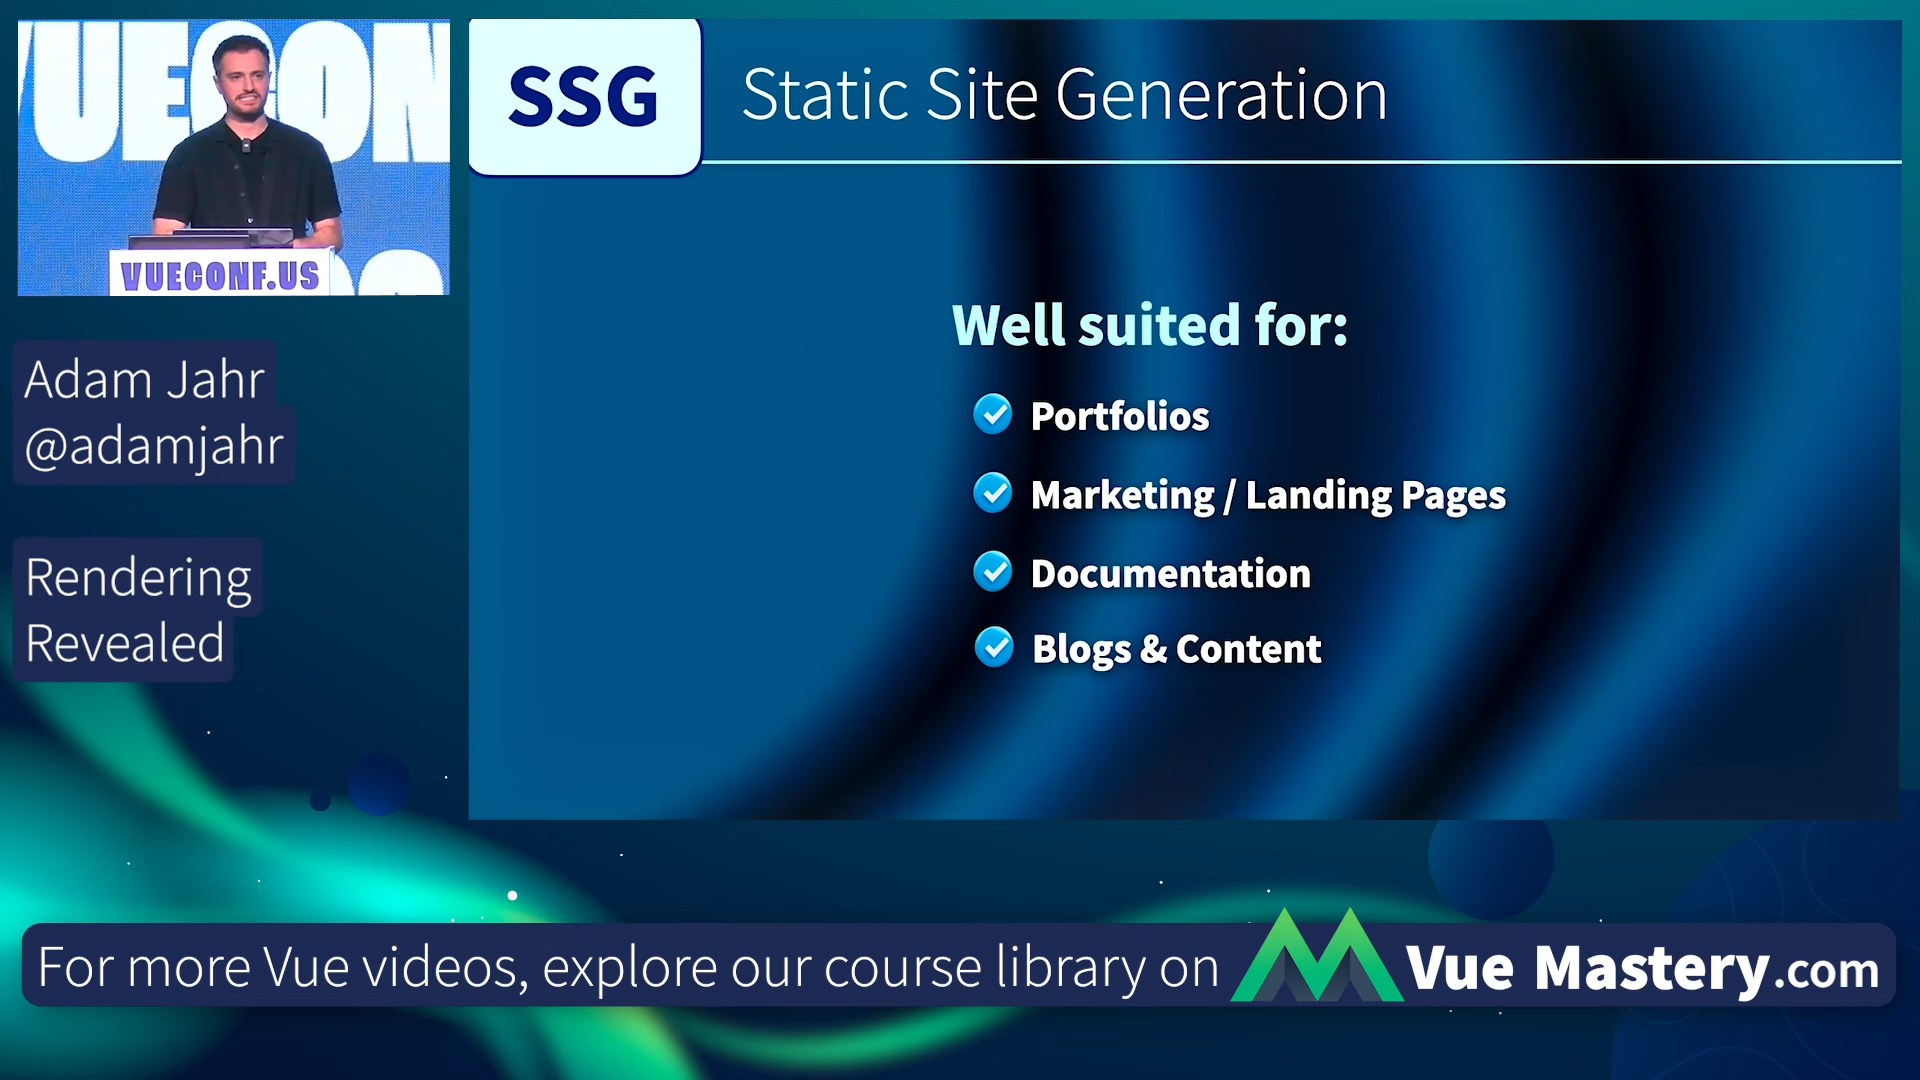 VUECON
VUECONF.US
Adam Jahr
@adamjahr
Rendering
Revealed
SSG
Static Site Generation
Well suited for:
Portfolios
Marketing / Landing Pages
Documentation
Blogs & Content
For more Vue videos, explore our course library on Vue Mastery.com